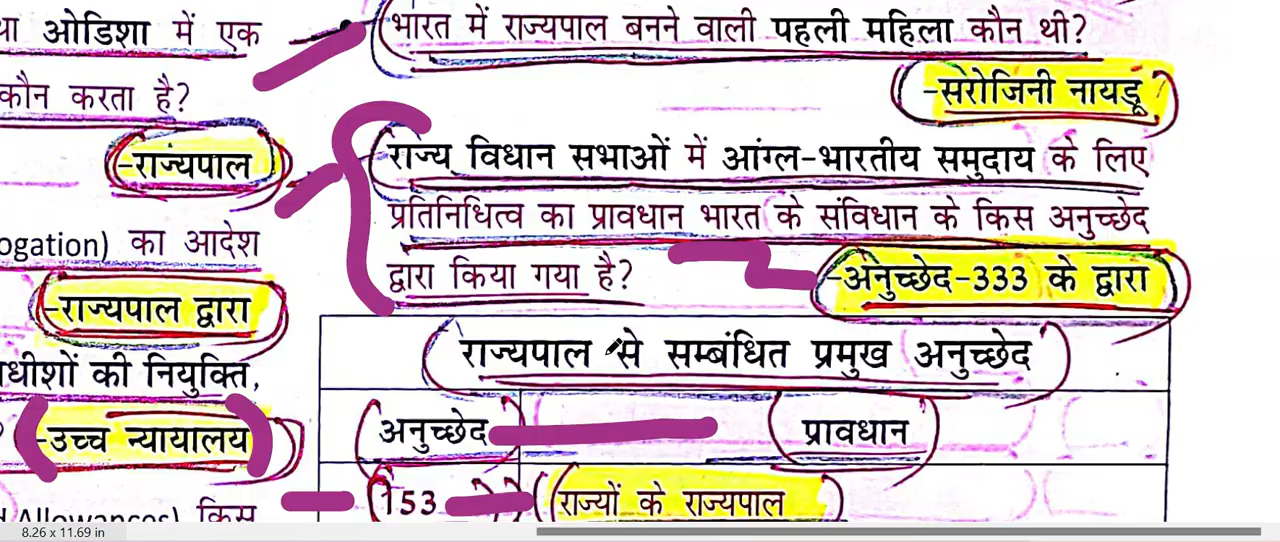 था ओडिशा में एक
कौन करता है?
-राज्यपाल
ogation) का आदेश
-राज्यपाल द्वारा
धीशों की नियुक्ति,
-उच्च न्यायालय
Allowances) किस
भारत में राज्यपाल बनने वाली पहली महिला कौन थी?
-सरोजिनी नायडू
राज्य विधान सभाओं में आंग्ल-भारतीय समुदाय के लिए
प्रतिनिधित्व का प्रावधान भारत के संविधान के किस अनुच्छेद
द्वारा किया गया है?
-अनुच्छेद-333 के द्वारा
राज्यपाल से सम्बंधित प्रमुख अनुच्छेद
अनुच्छेद प्रावधान
153 राज्यों के राज्यपाल
8.26 x 11.69 in